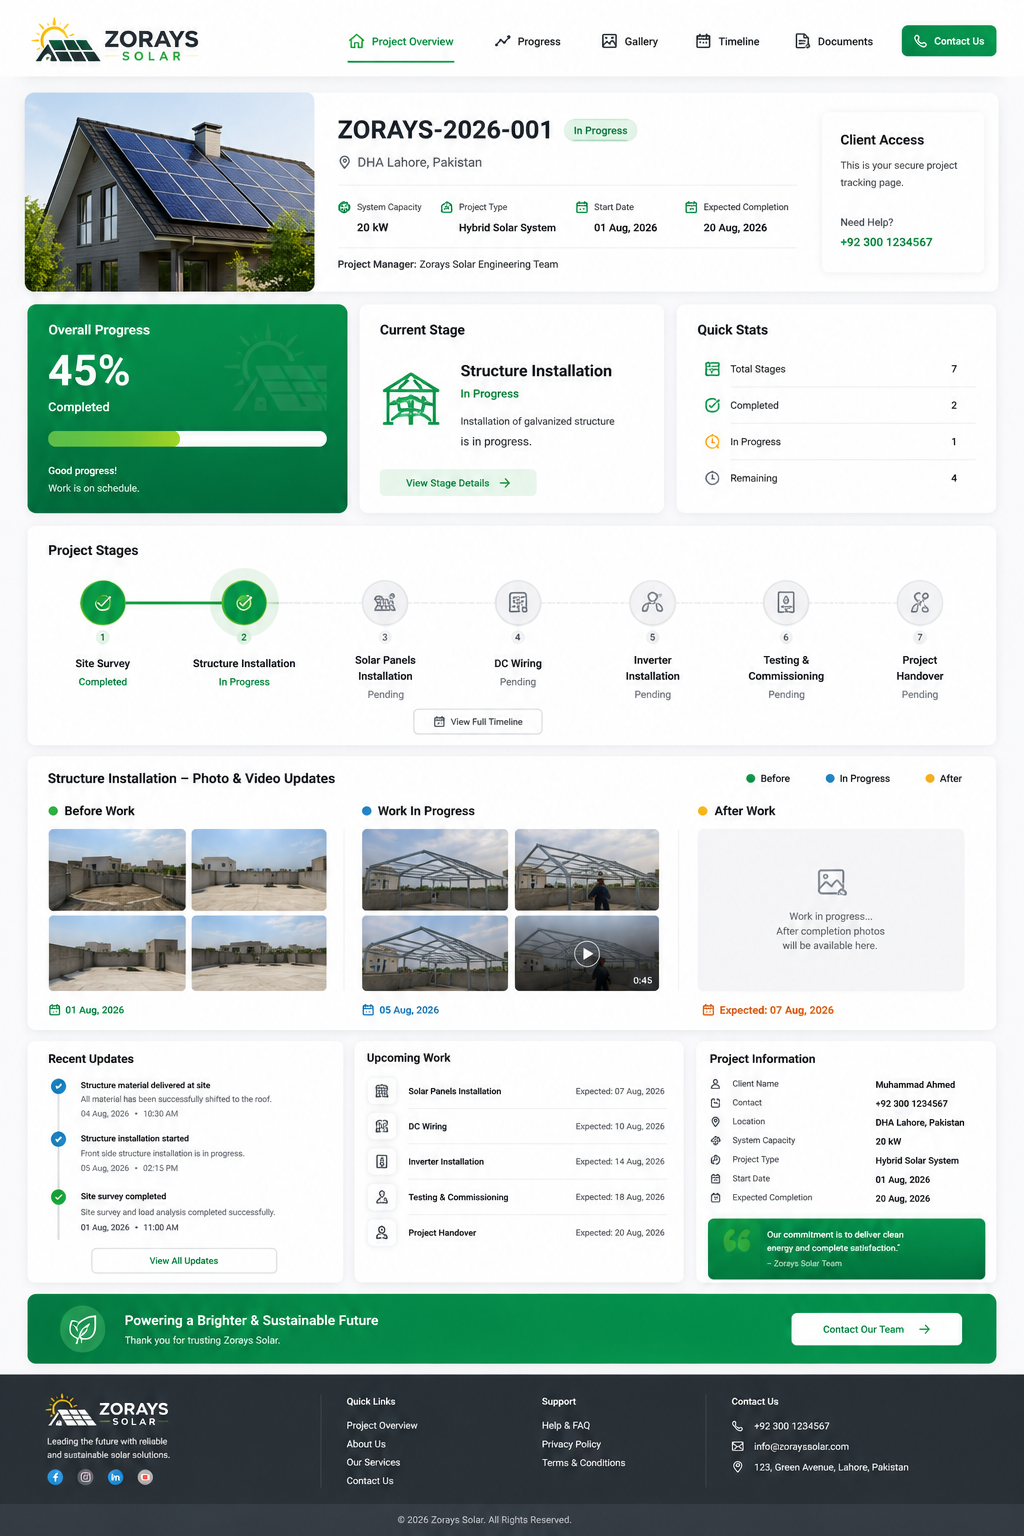 ZORAYS
SOLAR
Project Overview
Progress
Gallery
Timeline
Documents
Contact Us
ZORAYS-2026-001
In Progress
DHA Lahore, Pakistan
System Capacity
20 kW
Project Type
Hybrid Solar System
Start Date
01 Aug, 2026
Expected Completion
20 Aug, 2026
Project Manager: Zorays Solar Engineering Team
Client Access
This is your secure project
tracking page.
Need Help?
+92 300 1234567
Overall Progress
45%
Completed
Good progress!
Work is on schedule.
Current Stage
Structure Installation
In Progress
Installation of galvanized structure
is in progress.
View Stage Details
Quick Stats
Total Stages 7
Completed 2
In Progress 1
Remaining 4
Project Stages
1
Site Survey
Completed
2
Structure Installation
In Progress
3
Solar Panels
Installation
Pending
4
DC Wiring
Pending
5
Inverter
Installation
Pending
6
Testing &
Commissioning
Pending
7
Project
Handover
Pending
View Full Timeline
Structure Installation – Photo & Video Updates
Before
In Progress
After
Before Work
01 Aug, 2026
Work In Progress
0:45
05 Aug, 2026
After Work
Work in progress...
After completion photos
will be available here.
Expected: 07 Aug, 2026
Recent Updates
Structure material delivered at site
All material has been successfully shifted to the roof.
04 Aug, 2026 • 10:30 AM
Structure installation started
Front side structure installation is in progress.
05 Aug, 2026 • 02:15 PM
Site survey completed
Site survey and load analysis completed successfully.
01 Aug, 2026 • 11:00 AM
View All Updates
Upcoming Work
Solar Panels Installation Expected: 07 Aug, 2026
DC Wiring Expected: 10 Aug, 2026
Inverter Installation Expected: 14 Aug, 2026
Testing & Commissioning Expected: 18 Aug, 2026
Project Handover Expected: 20 Aug, 2026
Project Information
Client Name Muhammad Ahmed
Contact +92 300 1234567
Location DHA Lahore, Pakistan
System Capacity 20 kW
Project Type Hybrid Solar System
Start Date 01 Aug, 2026
Expected Completion 20 Aug, 2026
“
Our commitment is to deliver clean
energy and complete satisfaction.”
– Zorays Solar Team
Powering a Brighter & Sustainable Future
Thank you for trusting Zorays Solar.
Contact Our Team
ZORAYS
SOLAR
Leading the future with reliable
and sustainable solar solutions.
Quick Links
Project Overview
About Us
Our Services
Contact Us
Support
Help & FAQ
Privacy Policy
Terms & Conditions
Contact Us
+92 300 1234567
info@zorayssolar.com
123, Green Avenue, Lahore, Pakistan
© 2026 Zorays Solar. All Rights Reserved.